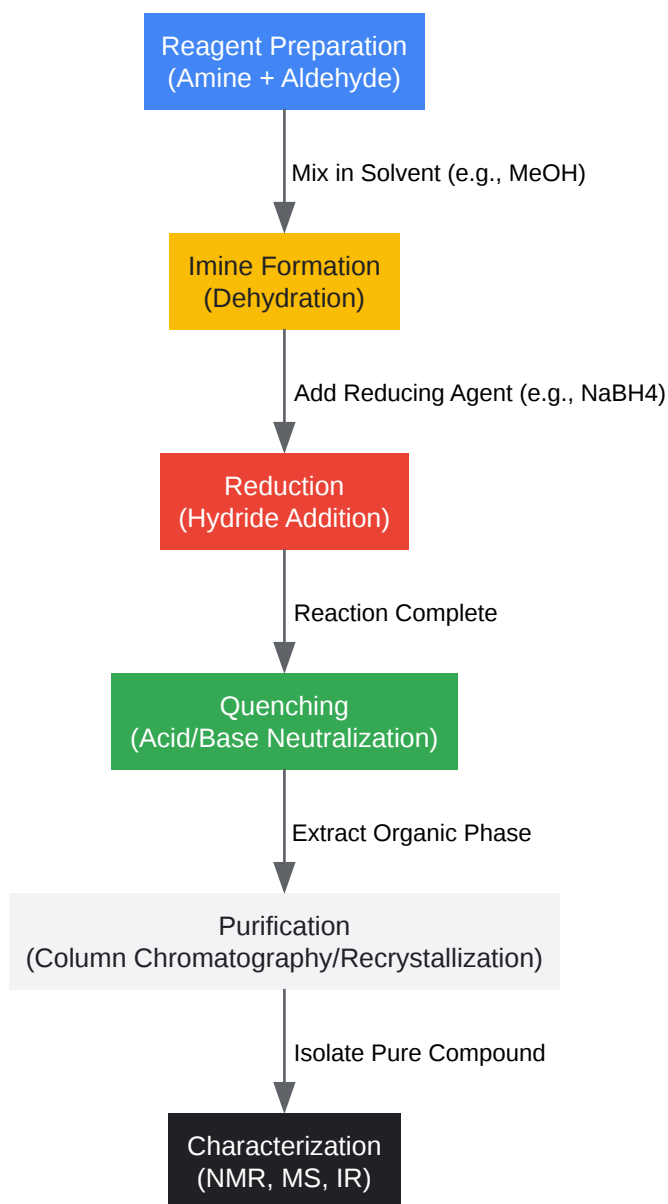 Reagent Preparation
(Amine + Aldehyde)
Mix in Solvent (e.g., MeOH)
Imine Formation
(Dehydration)
Add Reducing Agent (e.g., NaBH4)
Reduction
(Hydride Addition)
Reaction Complete
Quenching
(Acid/Base Neutralization)
Extract Organic Phase
Purification
(Column Chromatography/Recrystallization)
Isolate Pure Compound
Characterization
(NMR, MS, IR)